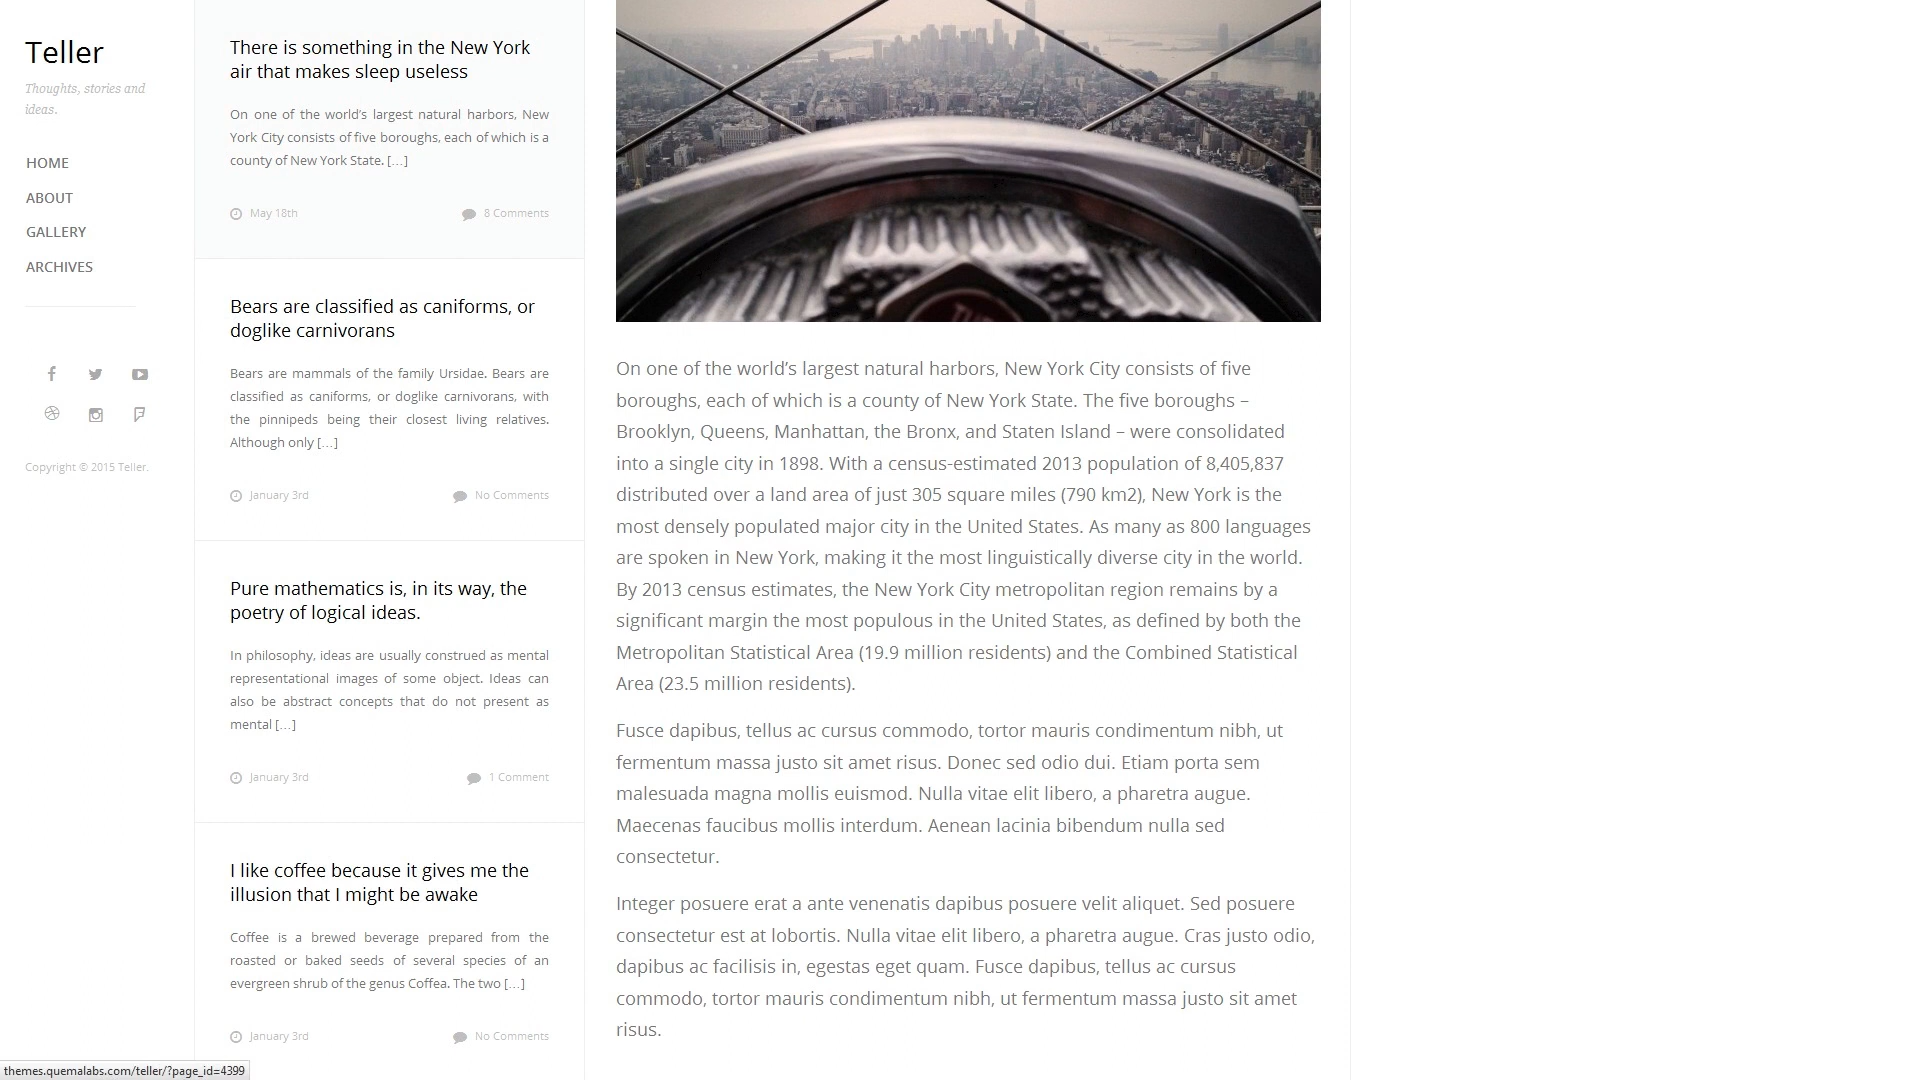 Teller
Thoughts, stories and
ideas.
HOME
ABOUT
GALLERY
ARCHIVES
Copyright © 2015 Teller.
There is something in the New York
air that makes sleep useless
On one of the world’s largest natural harbors, New
York City consists of five boroughs, each of which is a
county of New York State. […]
May 18th
8 Comments
Bears are classified as caniforms, or
doglike carnivorans
Bears are mammals of the family Ursidae. Bears are
classified as caniforms, or doglike carnivorans, with
the pinnipeds being their closest living relatives.
Although only […]
January 3rd
No Comments
Pure mathematics is, in its way, the
poetry of logical ideas.
In philosophy, ideas are usually construed as mental
representational images of some object. Ideas can
also be abstract concepts that do not present as
mental […]
January 3rd
1 Comment
I like coffee because it gives me the
illusion that I might be awake
Coffee is a brewed beverage prepared from the
roasted or baked seeds of several species of an
evergreen shrub of the genus Coffea. The two […]
January 3rd
No Comments
On one of the world’s largest natural harbors, New York City consists of five
boroughs, each of which is a county of New York State. The five boroughs –
Brooklyn, Queens, Manhattan, the Bronx, and Staten Island – were consolidated
into a single city in 1898. With a census-estimated 2013 population of 8,405,837
distributed over a land area of just 305 square miles (790 km2), New York is the
most densely populated major city in the United States. As many as 800 languages
are spoken in New York, making it the most linguistically diverse city in the world.
By 2013 census estimates, the New York City metropolitan region remains by a
significant margin the most populous in the United States, as defined by both the
Metropolitan Statistical Area (19.9 million residents) and the Combined Statistical
Area (23.5 million residents).
Fusce dapibus, tellus ac cursus commodo, tortor mauris condimentum nibh, ut
fermentum massa justo sit amet risus. Donec sed odio dui. Etiam porta sem
malesuada magna mollis euismod. Nulla vitae elit libero, a pharetra augue.
Maecenas faucibus mollis interdum. Aenean lacinia bibendum nulla sed
consectetur.
Integer posuere erat a ante venenatis dapibus posuere velit aliquet. Sed posuere
consectetur est at lobortis. Nulla vitae elit libero, a pharetra augue. Cras justo odio,
dapibus ac facilisis in, egestas eget quam. Fusce dapibus, tellus ac cursus
commodo, tortor mauris condimentum nibh, ut fermentum massa justo sit amet
risus.
themes.quemalabs.com/teller/?page_id=4399